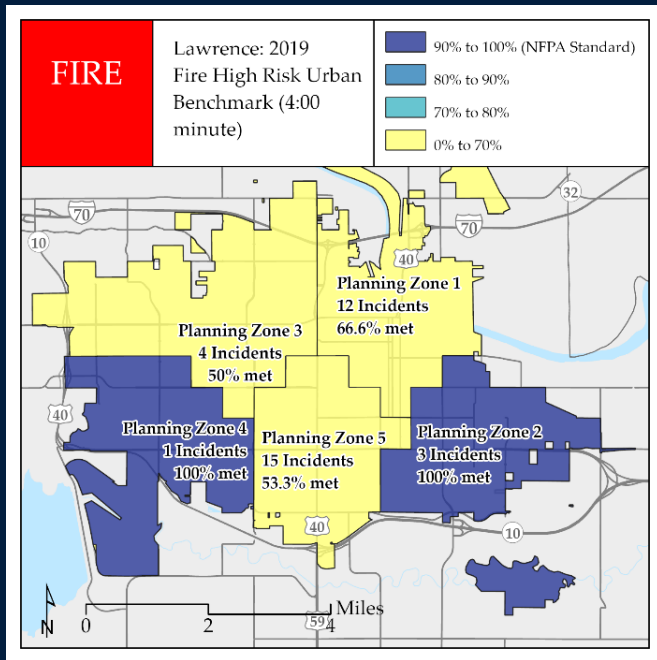 FIRE
Lawrence: 2019
Fire High Risk Urban
Benchmark (4:00
minute)
90% to 100% (NFPA Standard)
80% to 90%
70% to 80%
0% to 70%
32
70
70
10
40
Planning Zone 1
12 Incidents
66.6% met
Planning Zone 3
4 Incidents
50% met
40
Planning Zone 4
1 Incidents
100% met
Planning Zone 5
15 Incidents
53.3% met
Planning Zone 2
3 Incidents
100% met
40
10
N
Miles
0
2
4
59